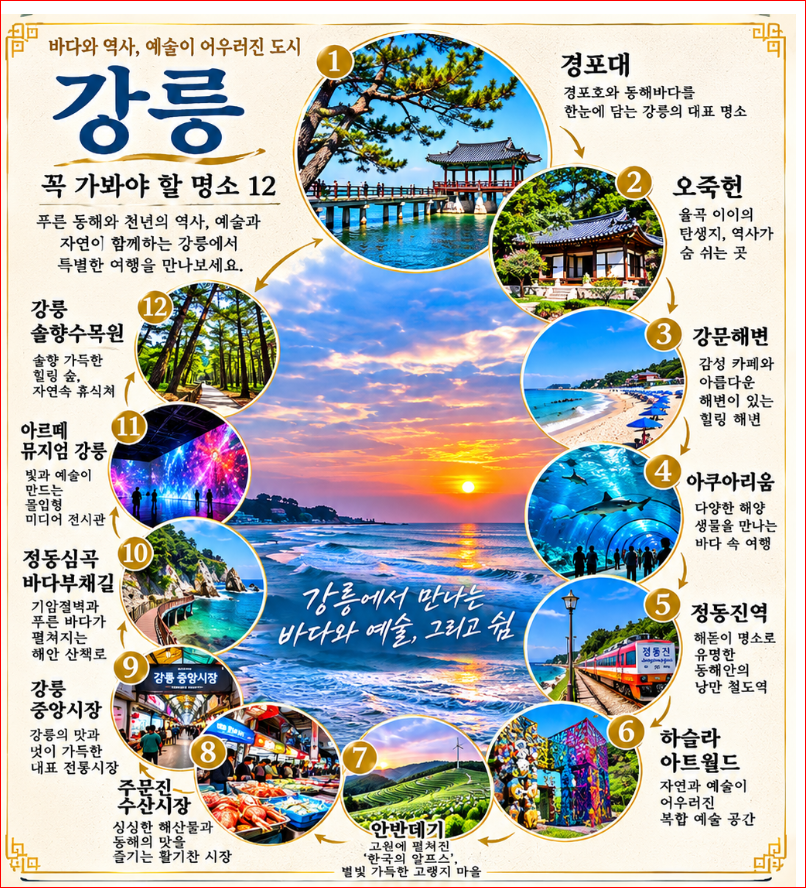 바다와 역사, 예술이 어우러진 도시
강릉
꼭 가봐야 할 명소 12
푸른 동해와 천년의 역사, 예술과
자연이 함께하는 강릉에서
특별한 여행을 만나보세요.
1
경포대
경포호와 동해바다를
한눈에 담는 강릉의 대표 명소
2
오죽헌
율곡 이이의
탄생지, 역사가
숨 쉬는 곳
3
강문해변
감성 카페와
아름다운
해변이 있는
힐링 해변
4
아쿠아리움
다양한 해양
생물을 만나는
바다 속 여행
5
정동진역
해돋이 명소로
유명한
동해안의
낭만 철도역
정동진
6
하슬라
아트월드
자연과 예술이
어우러진
복합 예술 공간
7
안반데기
고원에 펼쳐진
'한국의 알프스',
별빛 가득한 고랭지 마을
8
주문진
수산시장
싱싱한 해산물과
동해의 맛을
즐기는 활기찬 시장
9
강릉
중앙시장
강릉의 맛과
멋이 가득한
대표 전통시장
강릉 중앙시장
10
정동심곡
바다부채길
기암절벽과
푸른 바다가
펼쳐지는
해안 산책로
11
아르떼
뮤지엄 강릉
빛과 예술이
만드는
몰입형
미디어 전시관
12
강릉
솔향수목원
솔향 가득한
힐링 숲,
자연속 휴식쳐
강릉에서 만나는
바다와 예술, 그리고 쉼